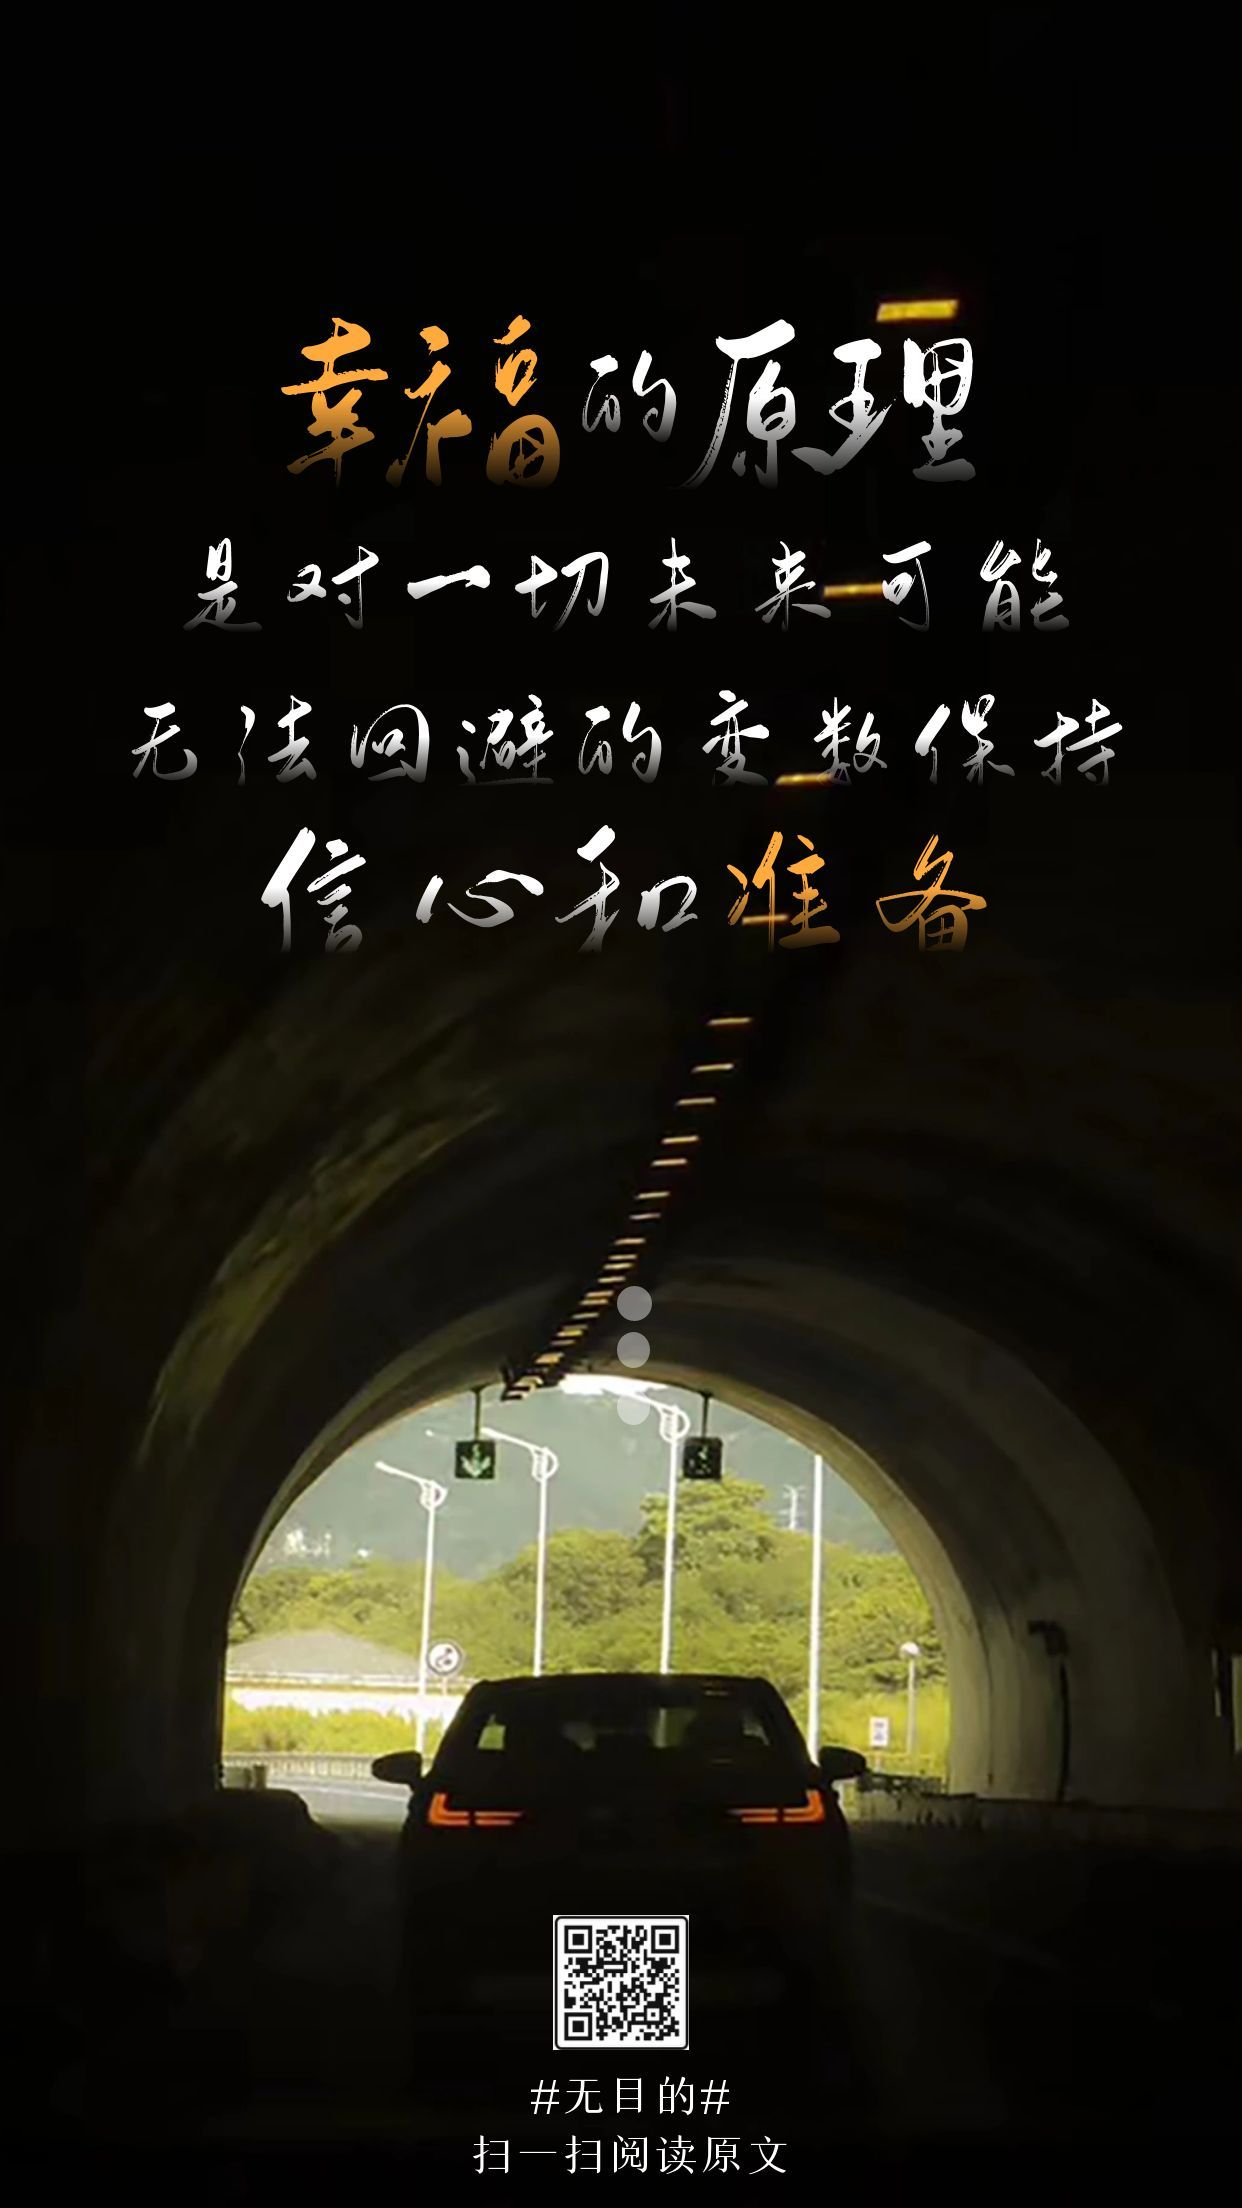 幸福的原理
是对一切未来可能
无法回避的变数保持
信心和准备
#无目的#
扫一扫阅读原文